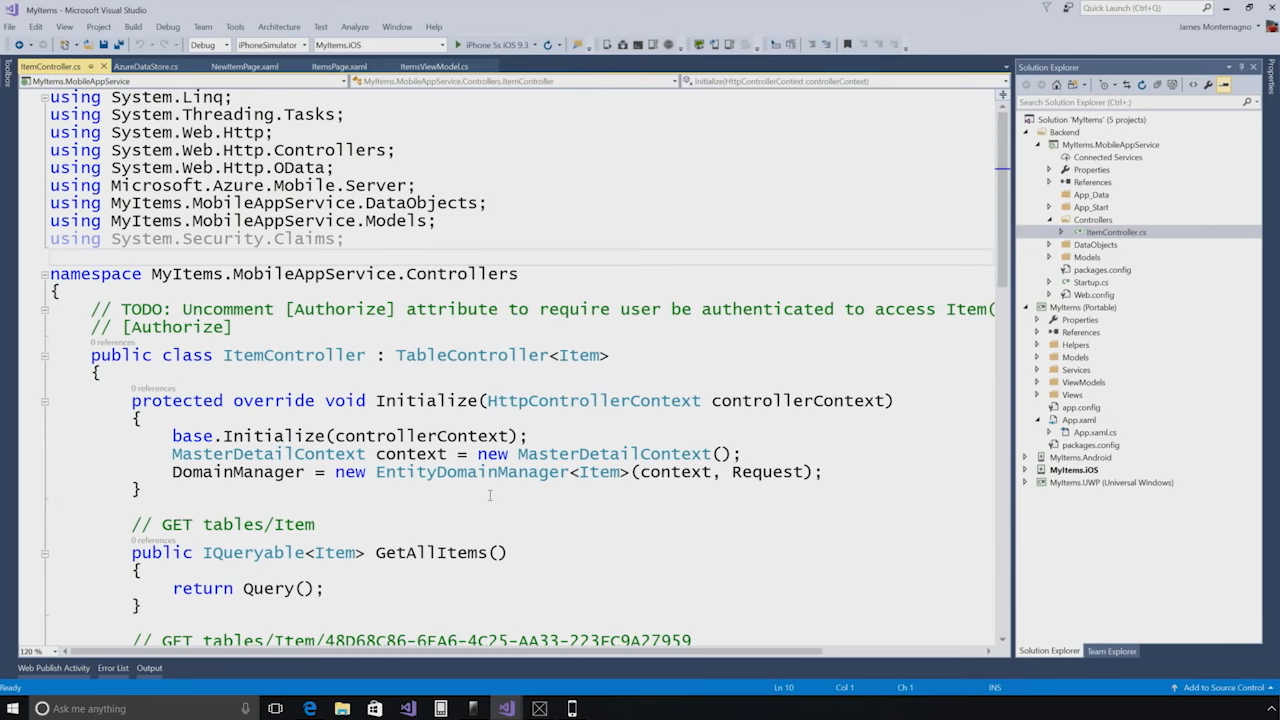 MyItems - Microsoft Visual Studio
Quick Launch (Ctrl+Q)
File Edit View Project Build Debug Team Tools Architecture Test Analyze Window Help
James Montemagno
Debug iPhoneSimulator MyItems.iOS iPhone 5s iOS 9.3
Toolbox
ItemController.cs AzureDataStore.cs NewItemPage.xaml ItemsPage.xaml ItemsViewModel.cs
MyItems.MobileAppService MyItems.MobileAppService.Controllers.ItemController Initialize(HttpControllerContext controllerContext)
using System.Linq;
using System.Threading.Tasks;
using System.Web.Http;
using System.Web.Http.Controllers;
using System.Web.Http.OData;
using Microsoft.Azure.Mobile.Server;
using MyItems.MobileAppService.DataObjects;
using MyItems.MobileAppService.Models;
using System.Security.Claims;
namespace MyItems.MobileAppService.Controllers
{
// TODO: Uncomment [Authorize] attribute to require user be authenticated to access Item(
// [Authorize]
0 references
public class ItemController : TableController<Item>
{
0 references
protected override void Initialize(HttpControllerContext controllerContext)
{
base.Initialize(controllerContext);
MasterDetailContext context = new MasterDetailContext();
DomainManager = new EntityDomainManager<Item>(context, Request);
}
// GET tables/Item
0 references
public IQueryable<Item> GetAllItems()
{
return Query();
}
// GET tables/Item/48D68C86-6EA6-4C25-AA33-223FC9A27959
120 %
Solution Explorer
Search Solution Explorer (Ctrl+;)
Solution 'MyItems' (5 projects)
Backend
MyItems.MobileAppService
Connected Services
Properties
References
App_Data
App_Start
Controllers
ItemController.cs
DataObjects
Models
packages.config
Startup.cs
Web.config
MyItems (Portable)
Properties
References
Helpers
Models
Services
ViewModels
Views
app.config
App.xaml
App.xaml.cs
packages.config
MyItems.Android
MyItems.iOS
MyItems.UWP (Universal Windows)
Solution Explorer Team Explorer
Properties
Web Publish Activity Error List Output
Ready Ln 10 Col 1 Ch 1 INS Add to Source Control
Ask me anything